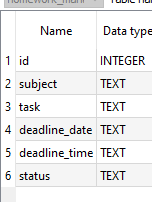 Name Data type
1 id INTEGER
2 subject TEXT
3 task TEXT
4 deadline_date TEXT
5 deadline_time TEXT
6 status TEXT